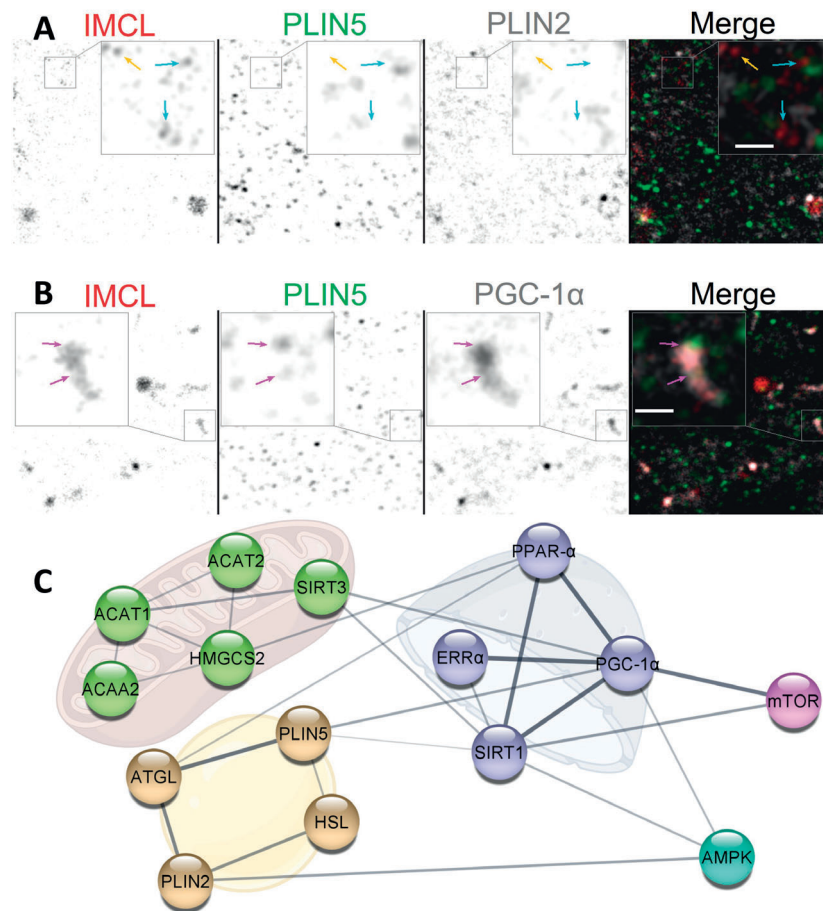 A
IMCL PLIN5 PLIN2 Merge
B
IMCL PLIN5 PGC-1α Merge
C
ACAT2
PPAR-α
SIRT3
ACAT1
HMGCS2
ERRα
PGC-1α
ACAA2
mTOR
PLIN5
SIRT1
ATGL
HSL
AMPK
PLIN2